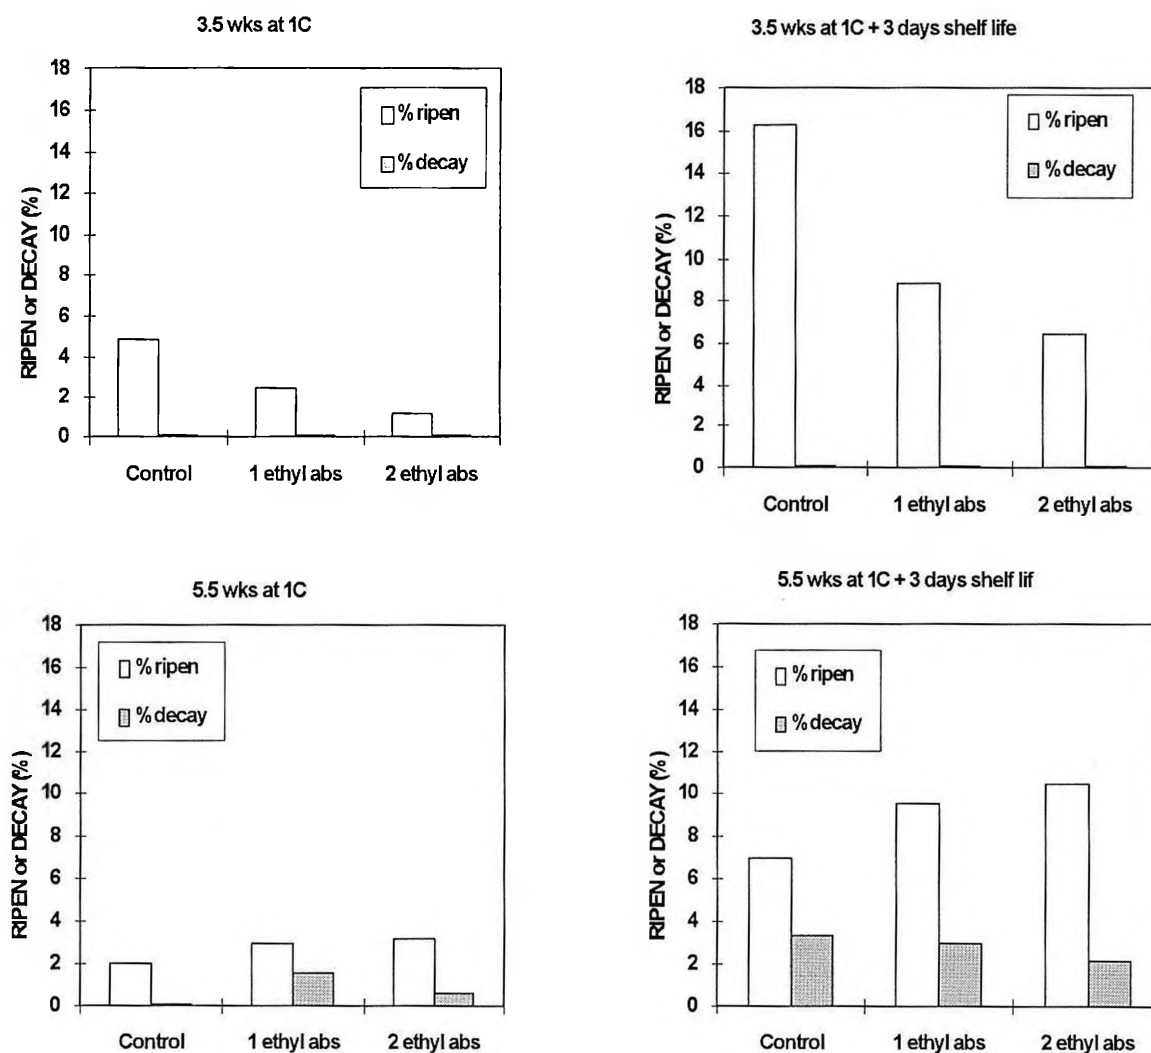 3.5 wks at 1C
18
16
14
12
10
8
6
4
2
0
RIPEN or DECAY (%)
% ripen
% decay
Control 1 ethyl abs 2 ethyl abs
3.5 wks at 1C + 3 days shelf life
18
16
14
12
10
8
6
4
2
0
RIPEN or DECAY (%)
% ripen
% decay
Control 1 ethyl abs 2 ethyl abs
5.5 wks at 1C
18
16
14
12
10
8
6
4
2
0
RIPEN or DECAY (%)
% ripen
% decay
Control 1 ethyl abs 2 ethyl abs
5.5 wks at 1C + 3 days shelf lif
18
16
14
12
10
8
6
4
2
0
RIPEN or DECAY (%)
% ripen
% decay
Control 1 ethyl abs 2 ethyl abs